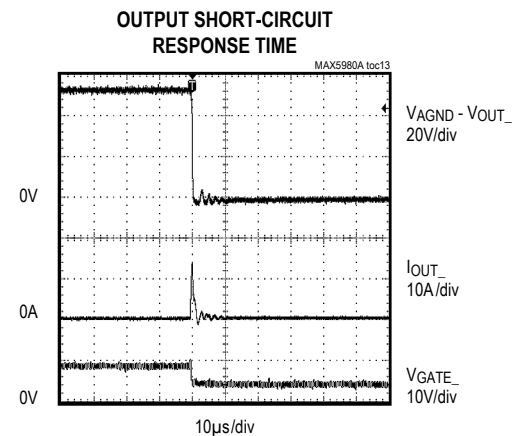 OUTPUT SHORT-CIRCUIT
RESPONSE TIME
MAX5980A toc13
VAGND - VOUT_
20V/div
0V
IOUT_
10A/div
0A
VGATE_
10V/div
0V
10µs/div